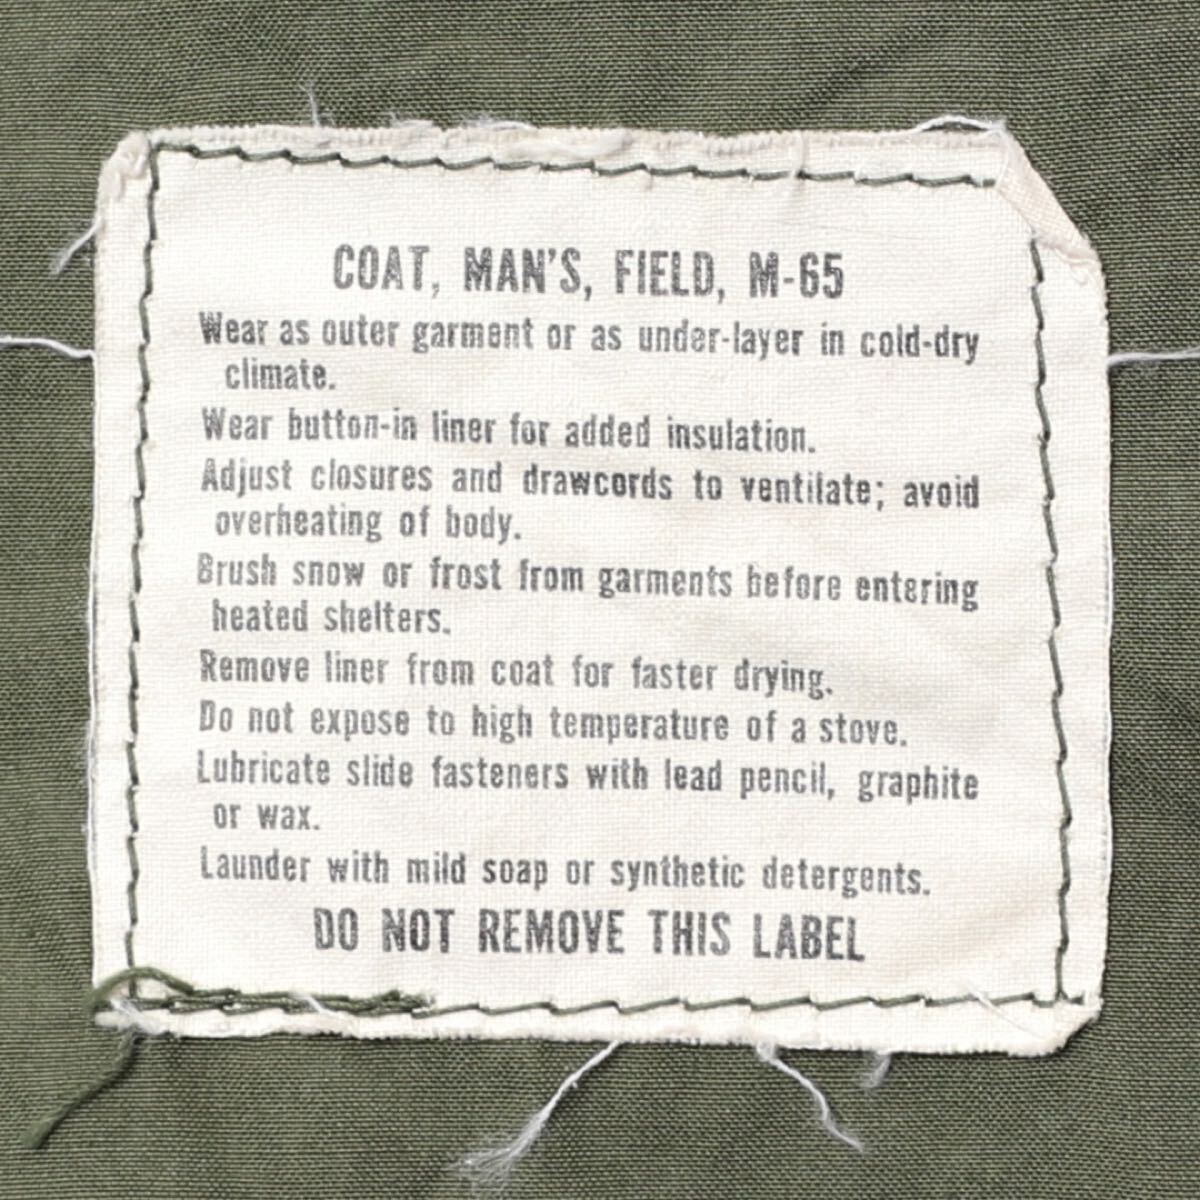 COAT, MAN'S, FIELD, M-65
Wear as outer garment or as under-layer in cold-dry
climate.
Wear button-in liner for added insulation.
Adjust closures and drawcords to ventilate; avoid
overheating of body.
Brush snow or frost from garments before entering
heated shelters.
Remove liner from coat for faster drying.
Do not expose to high temperature of a stove.
Lubricate slide fasteners with lead pencil, graphite
or wax.
Launder with mild soap or synthetic detergents.
DO NOT REMOVE THIS LABEL